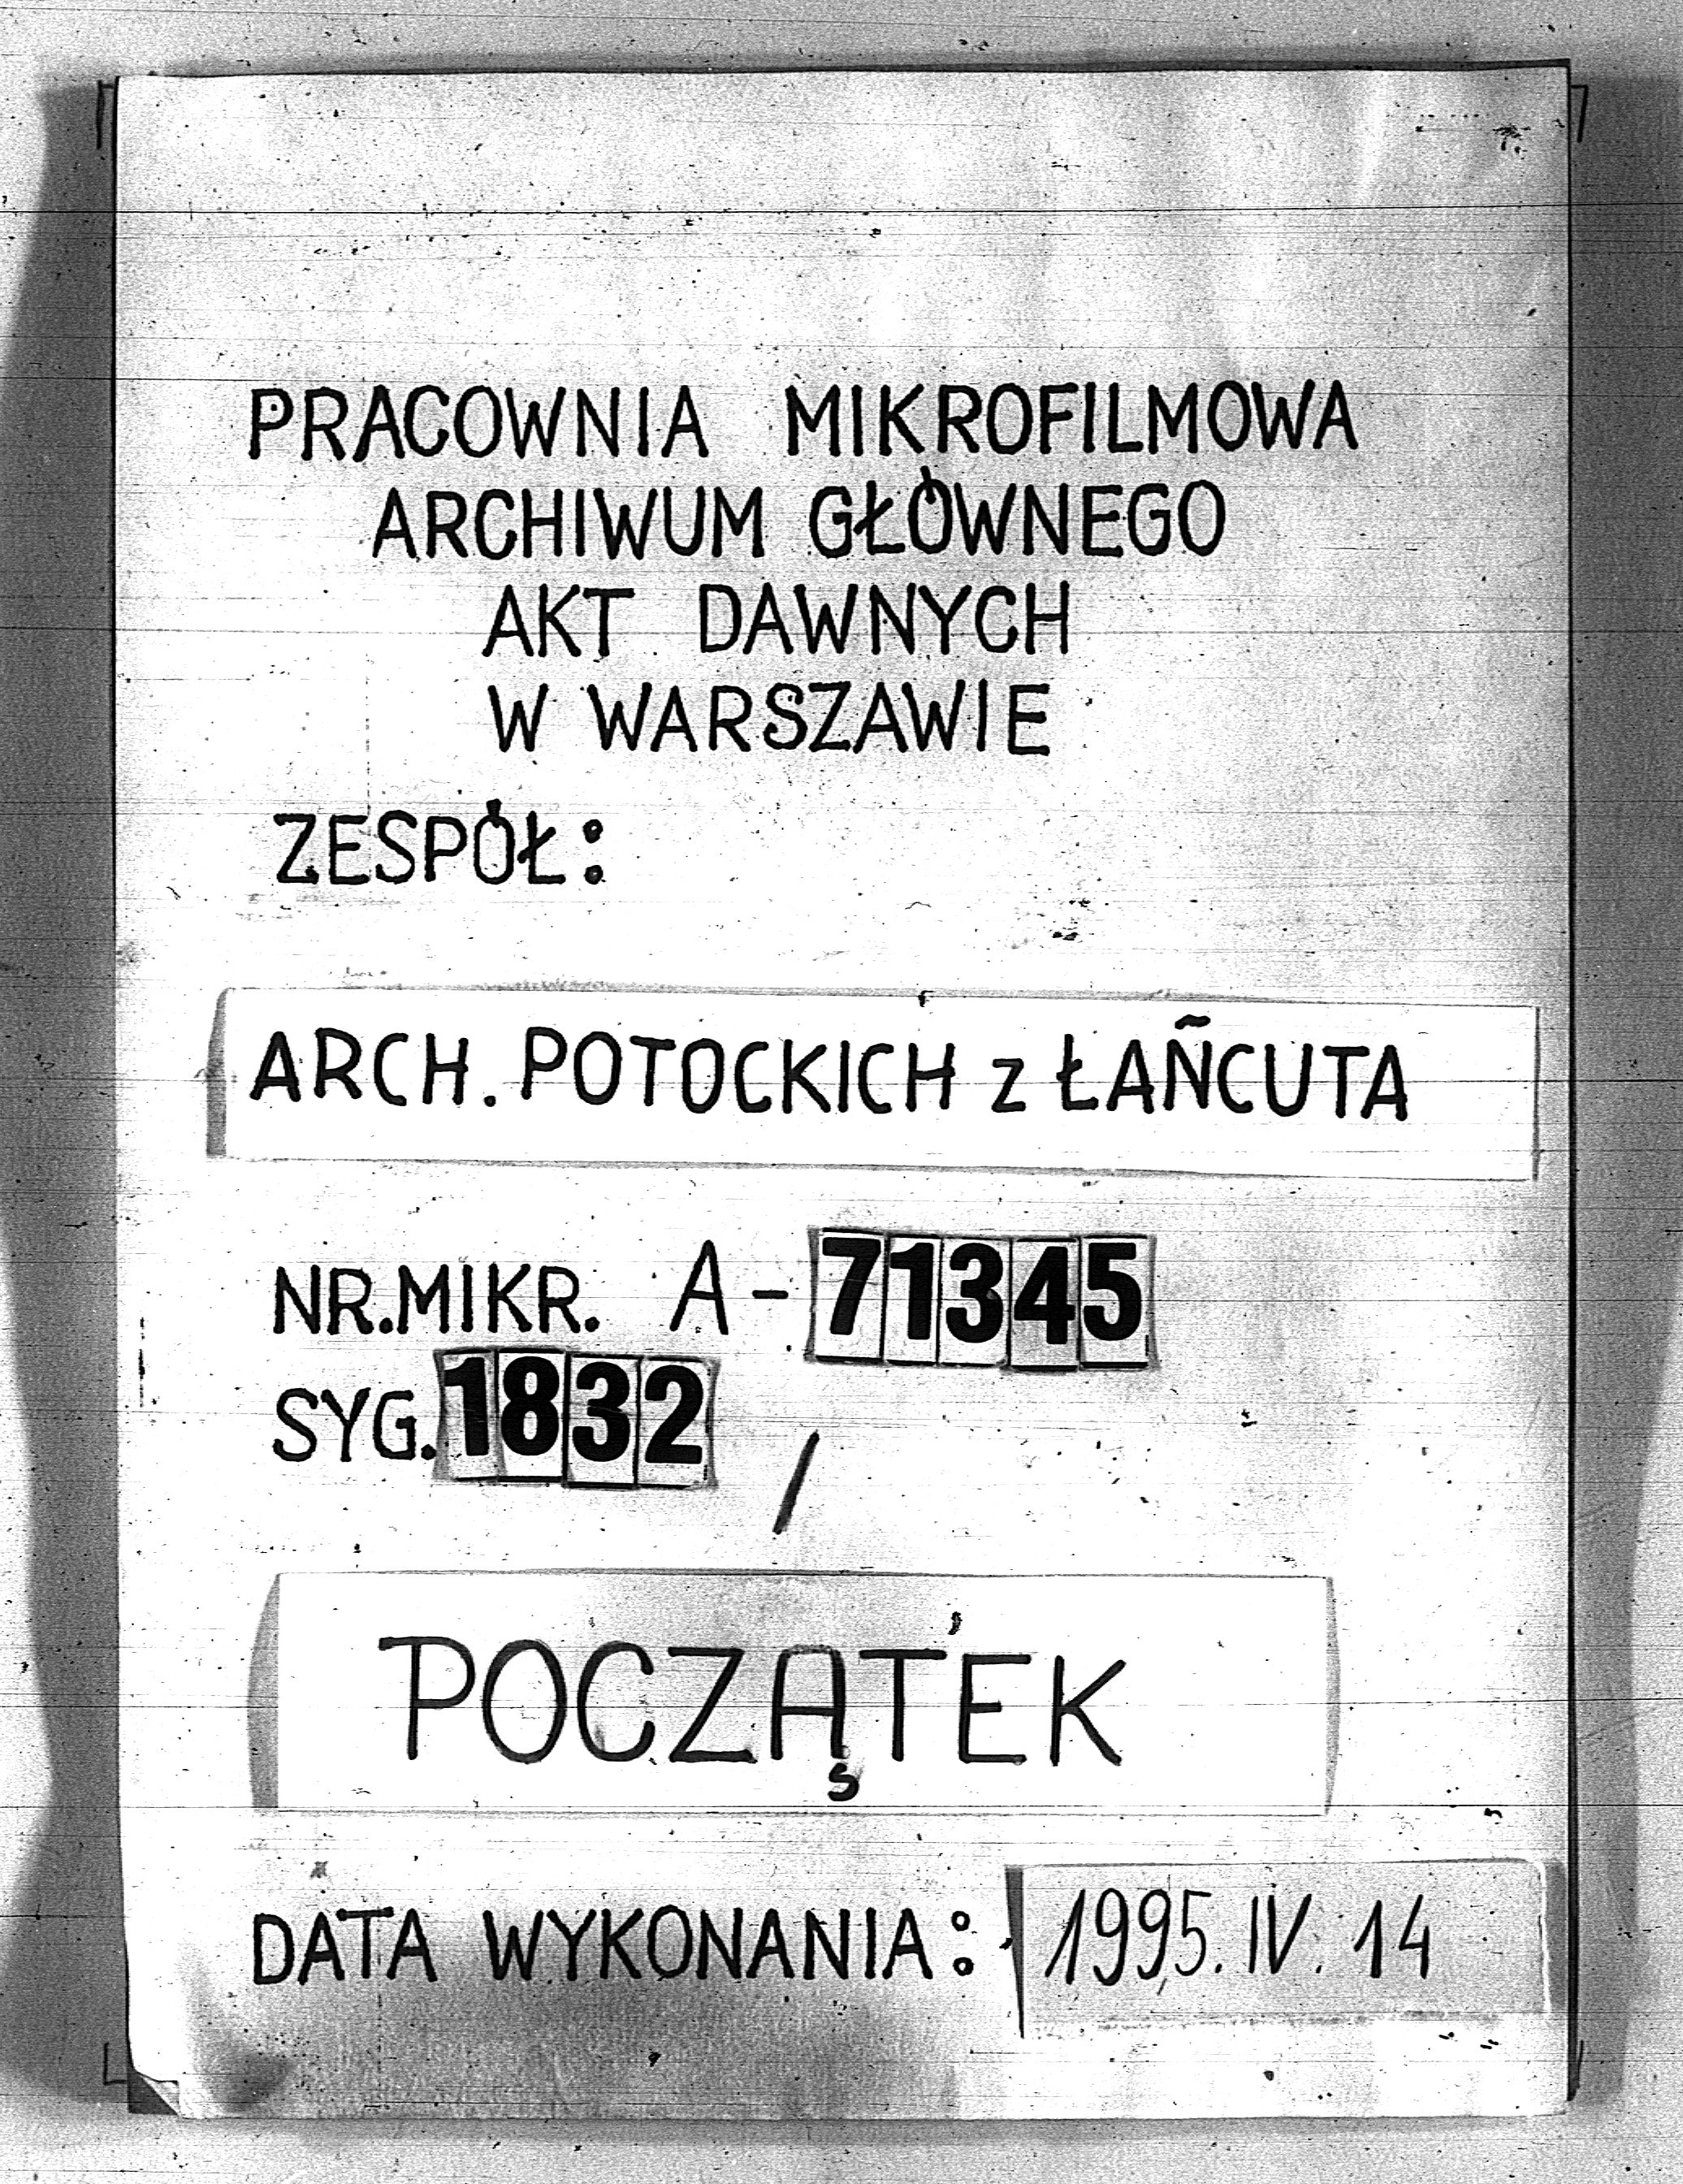 PRACOWNIA MIKROFILMOWA
ARCHIWUM GŁÓWNEGO
AKT DAWNYCH
W WARSZAWIE
ZESPÓŁ:
ARCH. POTOCKICH z ŁAŃCUTA
NR.MIKR. A-71345
SYG. 1832 /
POCZĄTEK
DATA WYKONANIA: 1995. IV. 14